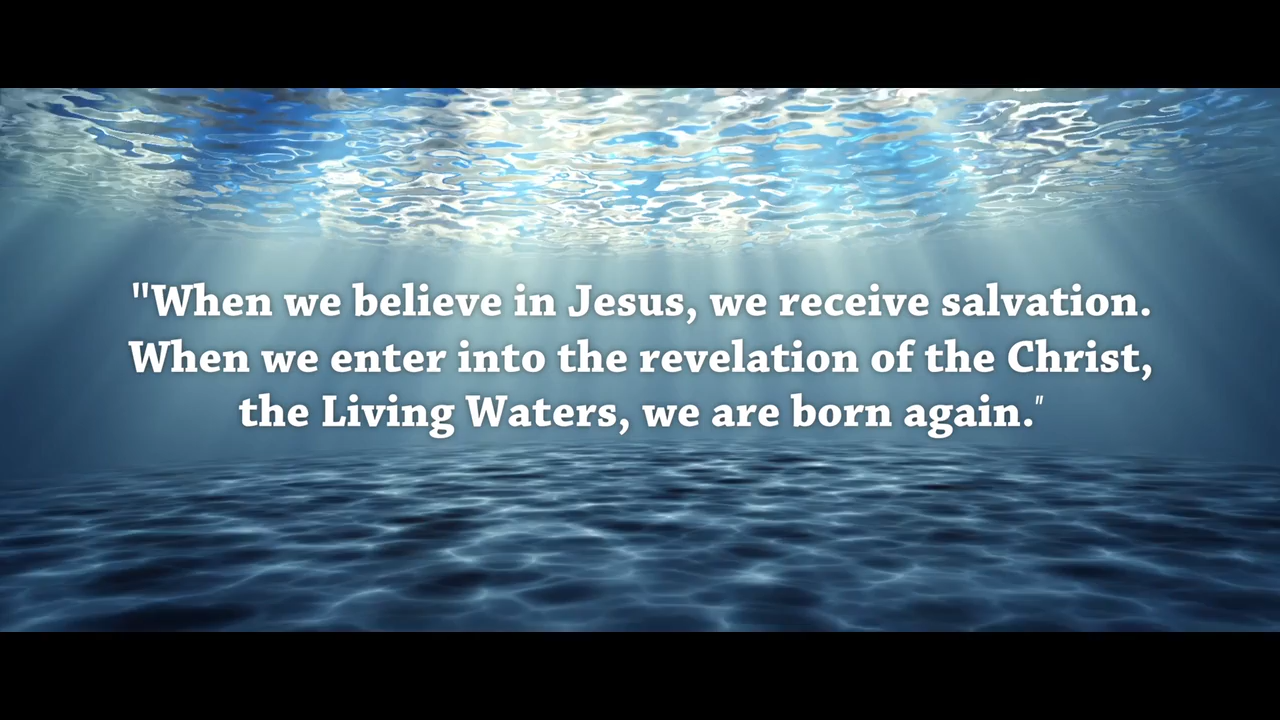 "When we believe in Jesus, we receive salvation.
When we enter into the revelation of the Christ,
the Living Waters, we are born again."